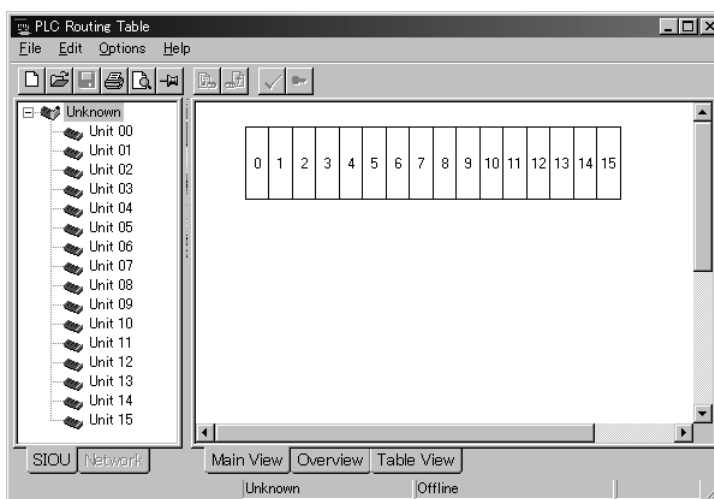 PLC Routing Table
File Edit Options Help
Unknown
Unit 00
Unit 01
Unit 02
Unit 03
Unit 04
Unit 05
Unit 06
Unit 07
Unit 08
Unit 09
Unit 10
Unit 11
Unit 12
Unit 13
Unit 14
Unit 15
0 1 2 3 4 5 6 7 8 9 10 11 12 13 14 15
SIOU Network
Main View Overview Table View
Unknown Offline